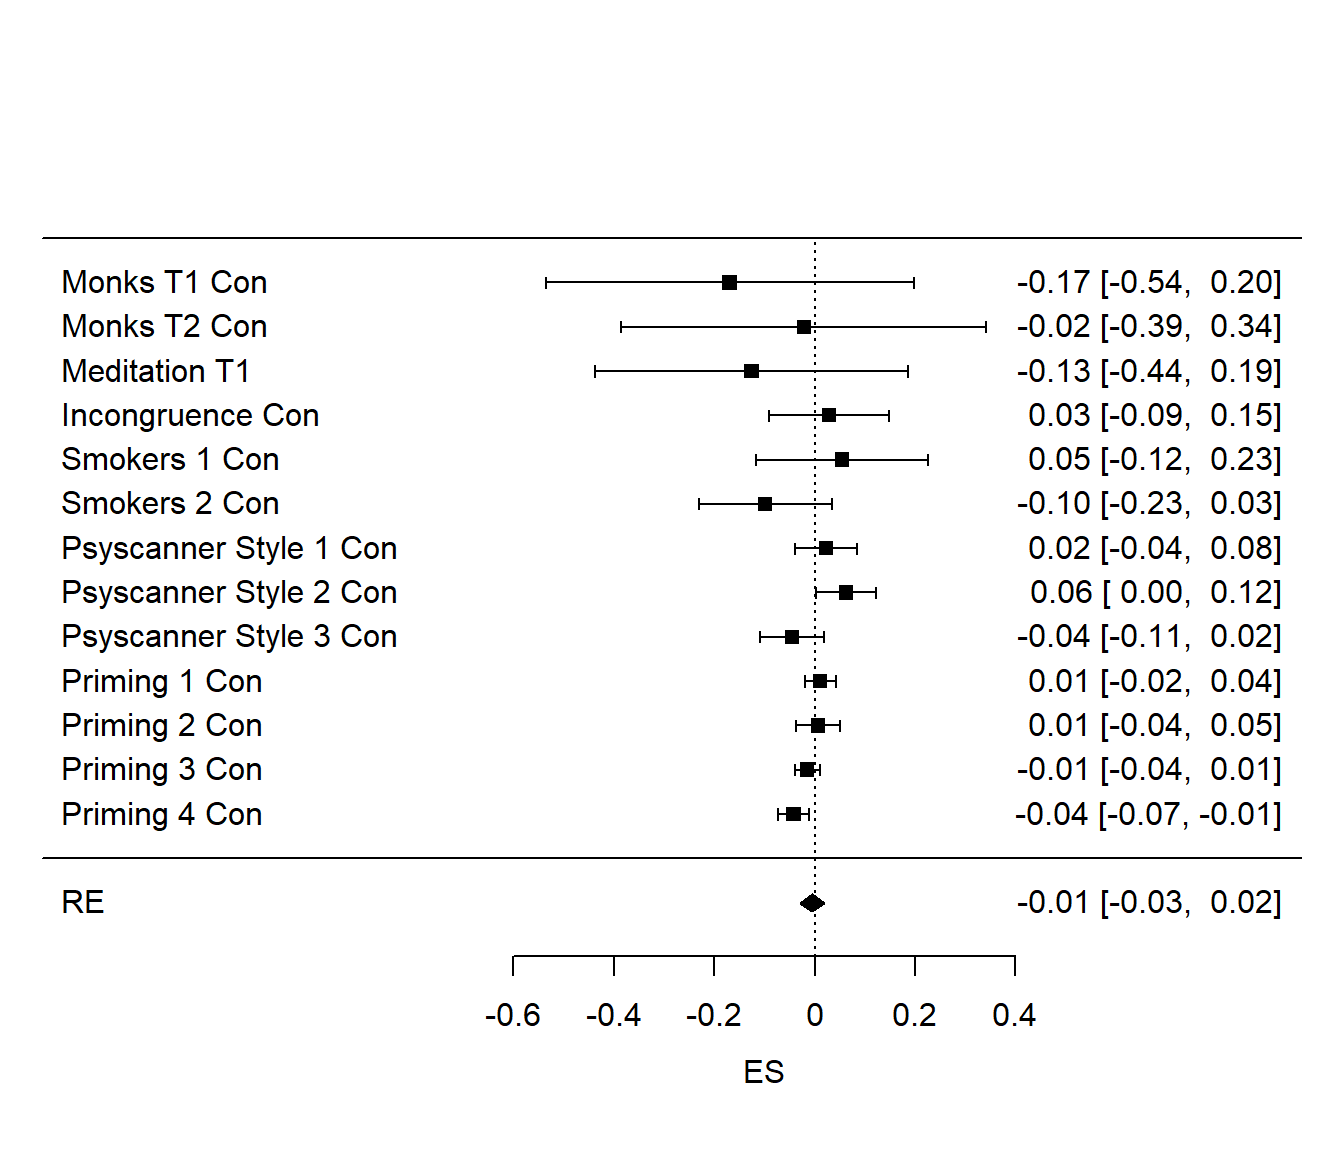 Monks T1 Con -0.17 [-0.54, 0.20]
Monks T2 Con -0.02 [-0.39, 0.34]
Meditation T1 -0.13 [-0.44, 0.19]
Incongruence Con 0.03 [-0.09, 0.15]
Smokers 1 Con 0.05 [-0.12, 0.23]
Smokers 2 Con -0.10 [-0.23, 0.03]
Psyscanner Style 1 Con 0.02 [-0.04, 0.08]
Psyscanner Style 2 Con 0.06 [ 0.00, 0.12]
Psyscanner Style 3 Con -0.04 [-0.11, 0.02]
Priming 1 Con 0.01 [-0.02, 0.04]
Priming 2 Con 0.01 [-0.04, 0.05]
Priming 3 Con -0.01 [-0.04, 0.01]
Priming 4 Con -0.04 [-0.07, -0.01]
RE -0.01 [-0.03, 0.02]
-0.6 -0.4 -0.2 0 0.2 0.4
ES